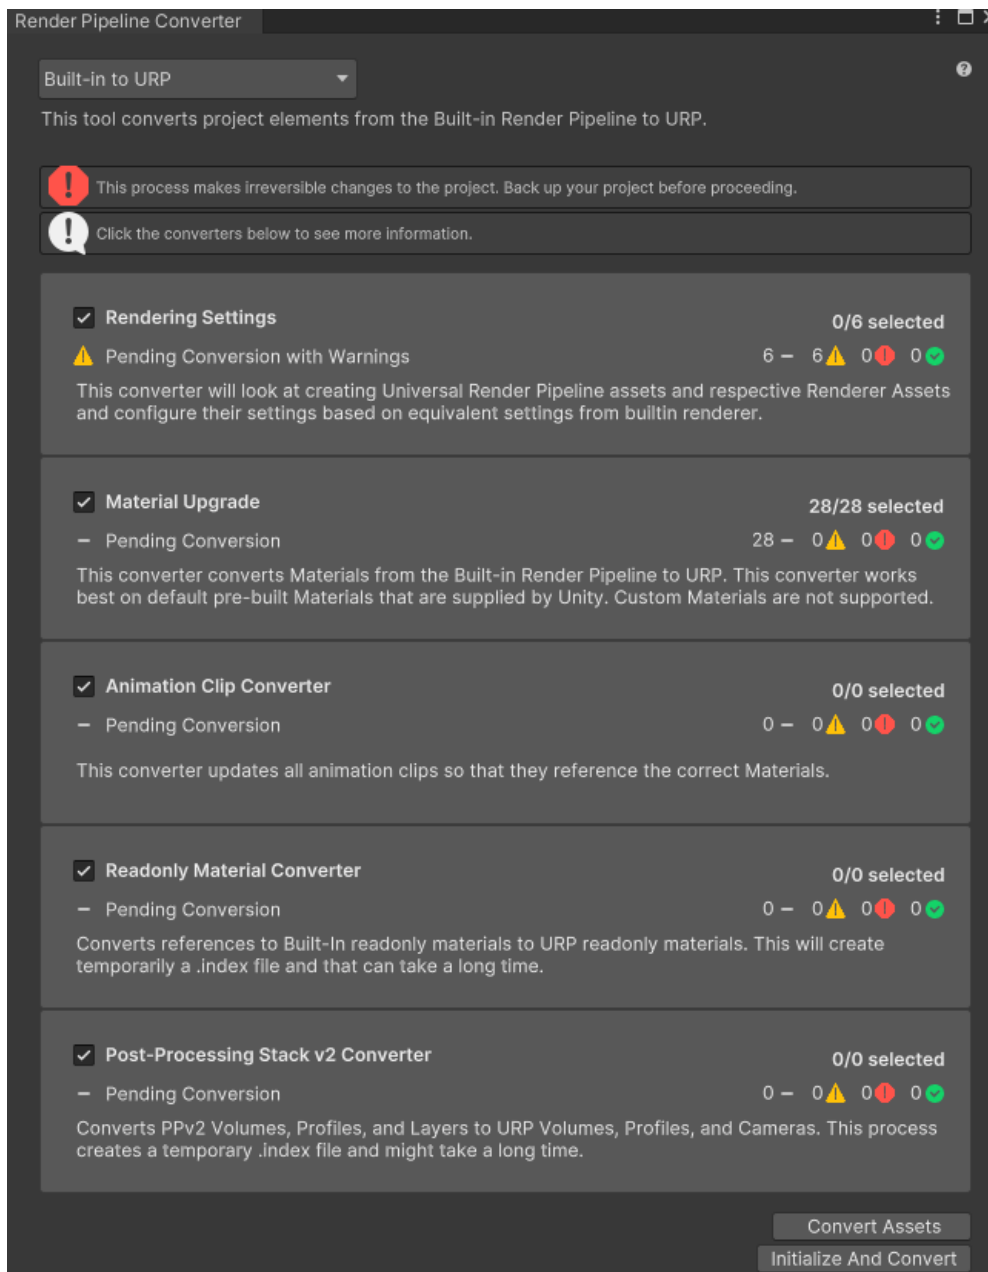 Render Pipeline Converter
Built-in to URP
This tool converts project elements from the Built-in Render Pipeline to URP.
This process makes irreversible changes to the project. Back up your project before proceeding.
Click the converters below to see more information.
Rendering Settings
0/6 selected
Pending Conversion with Warnings
6 – 6 0 0
This converter will look at creating Universal Render Pipeline assets and respective Renderer Assets
and configure their settings based on equivalent settings from builtin renderer.
Material Upgrade
28/28 selected
Pending Conversion
28 – 0 0 0
This converter converts Materials from the Built-in Render Pipeline to URP. This converter works
best on default pre-built Materials that are supplied by Unity. Custom Materials are not supported.
Animation Clip Converter
0/0 selected
Pending Conversion
0 – 0 0 0
This converter updates all animation clips so that they reference the correct Materials.
Readonly Material Converter
0/0 selected
Pending Conversion
0 – 0 0 0
Converts references to Built-In readonly materials to URP readonly materials. This will create
temporarily a .index file and that can take a long time.
Post-Processing Stack v2 Converter
0/0 selected
Pending Conversion
0 – 0 0 0
Converts PPv2 Volumes, Profiles, and Layers to URP Volumes, Profiles, and Cameras. This process
creates a temporary .index file and might take a long time.
Convert Assets
Initialize And Convert